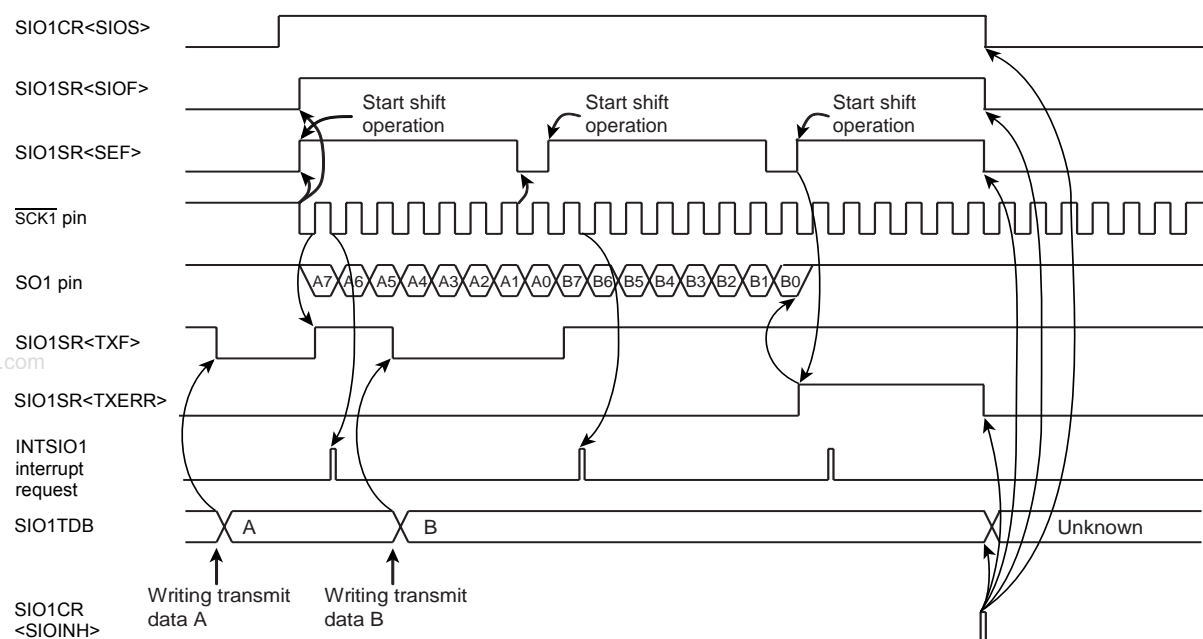 SIO1CR<SIOS>
SIO1SR<SIOF>
Start shift
operation
Start shift
operation
Start shift
operation
SIO1SR<SEF>
SCK1 pin
SO1 pin
A7 A6 A5 A4 A3 A2 A1 A0 B7 B6 B5 B4 B3 B2 B1 B0
SIO1SR<TXF>
.com
SIO1SR<TXERR>
INTSIO1
interrupt
request
SIO1TDB
A
B
Unknown
Writing transmit
data A
Writing transmit
data B
SIO1CR
<SIOINH>